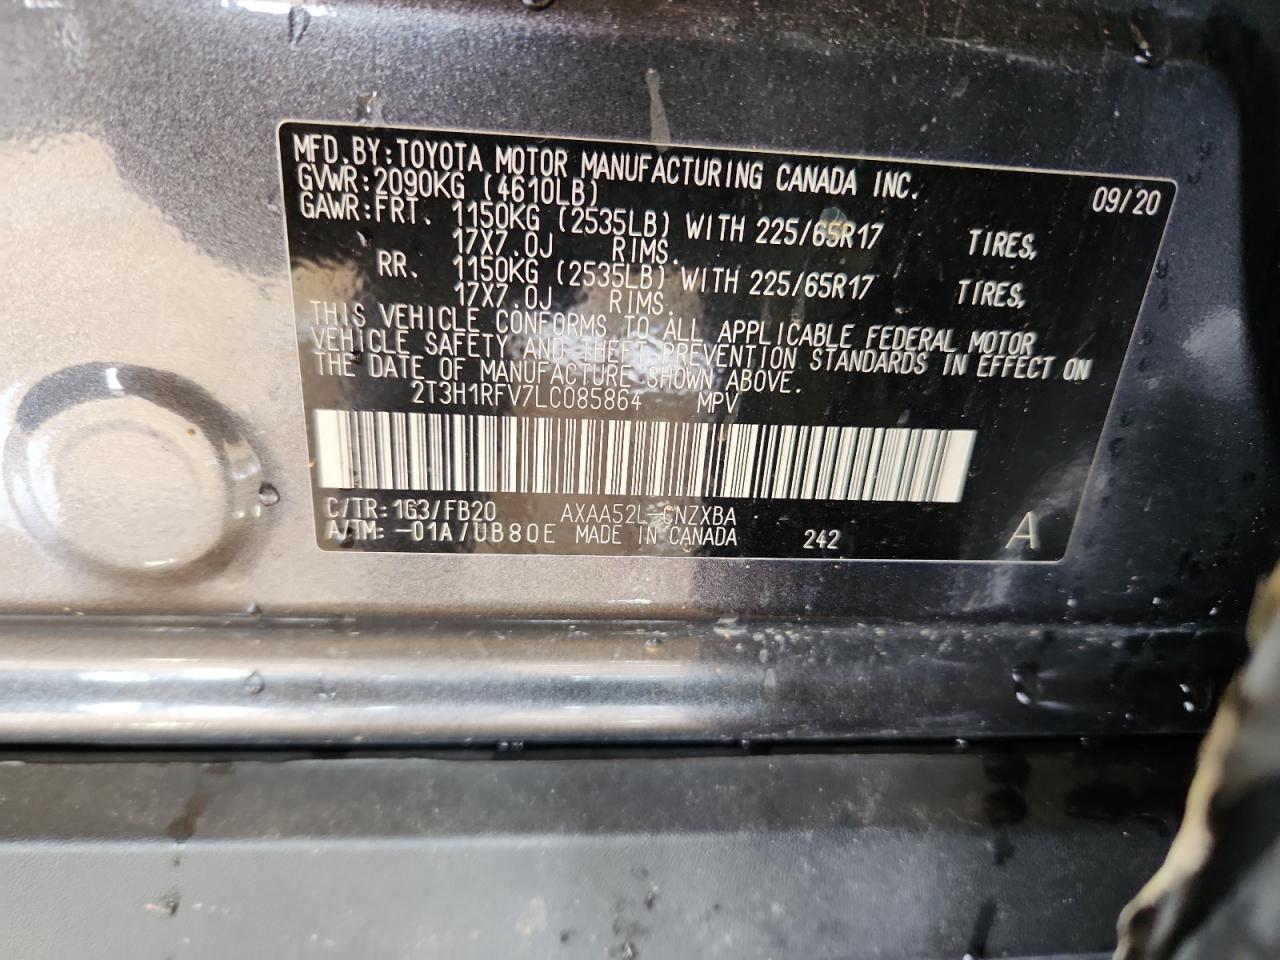 MFD.BY:TOYOTA MOTOR MANUFACTURING CANADA INC.
GVWR:2090KG (4610LB) 09/20
GAWR:FRT. 1150KG (2535LB) WITH 225/65R17 TIRES,
17X7.0J RIMS.
RR. 1150KG (2535LB) WITH 225/65R17 TIRES,
17X7.0J RIMS.
THIS VEHICLE CONFORMS TO ALL APPLICABLE FEDERAL MOTOR
VEHICLE SAFETY AND THEFT PREVENTION STANDARDS IN EFFECT ON
THE DATE OF MANUFACTURE SHOWN ABOVE.
2T3H1RFV7LC085864 MPV
C/TR: 1G3/FB20 AXAA52L-CNZXBA
A/TM: -01A/UB80E MADE IN CANADA 242 A